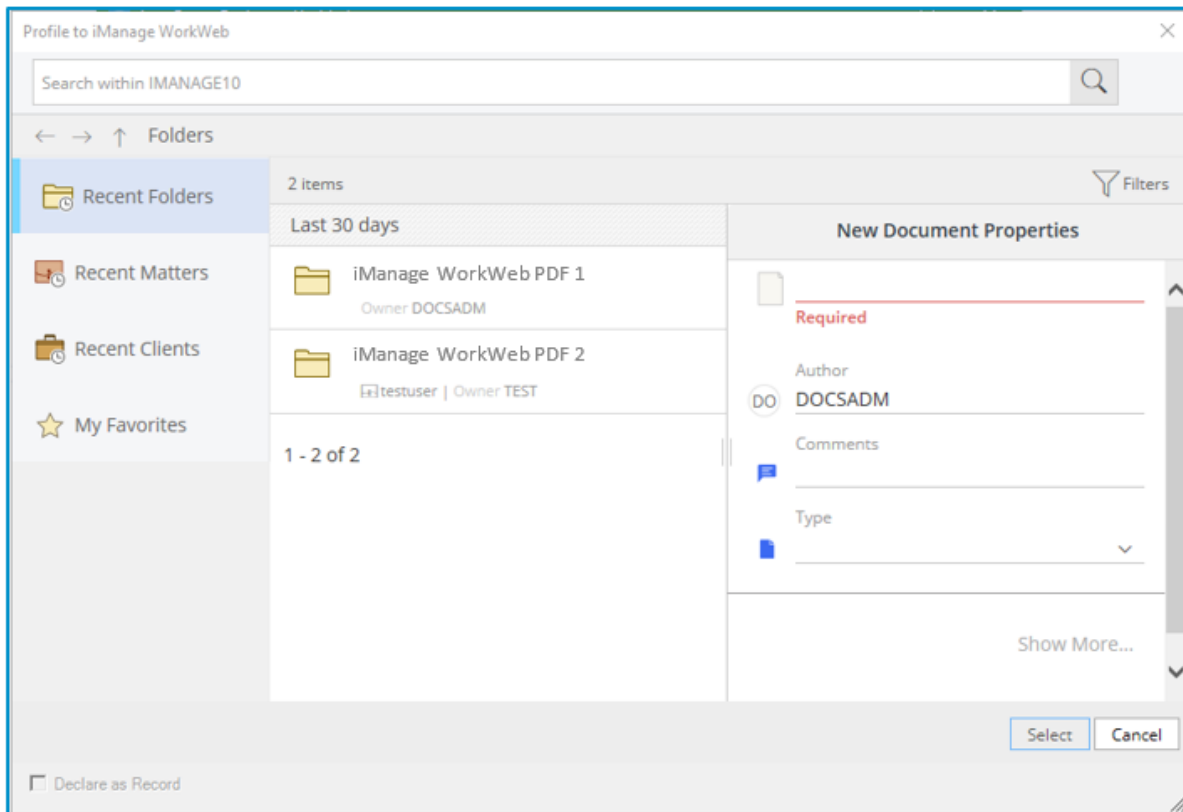 Profile to iManage WorkWeb
Search within IMANAGE10
Folders
Recent Folders
Recent Matters
Recent Clients
My Favorites
2 items
Filters
Last 30 days
iManage WorkWeb PDF 1
Owner DOCSADM
iManage WorkWeb PDF 2
testuser | Owner TEST
1 - 2 of 2
New Document Properties
Required
Author
DO DOCSADM
Comments
Type
Show More...
Select Cancel
Declare as Record